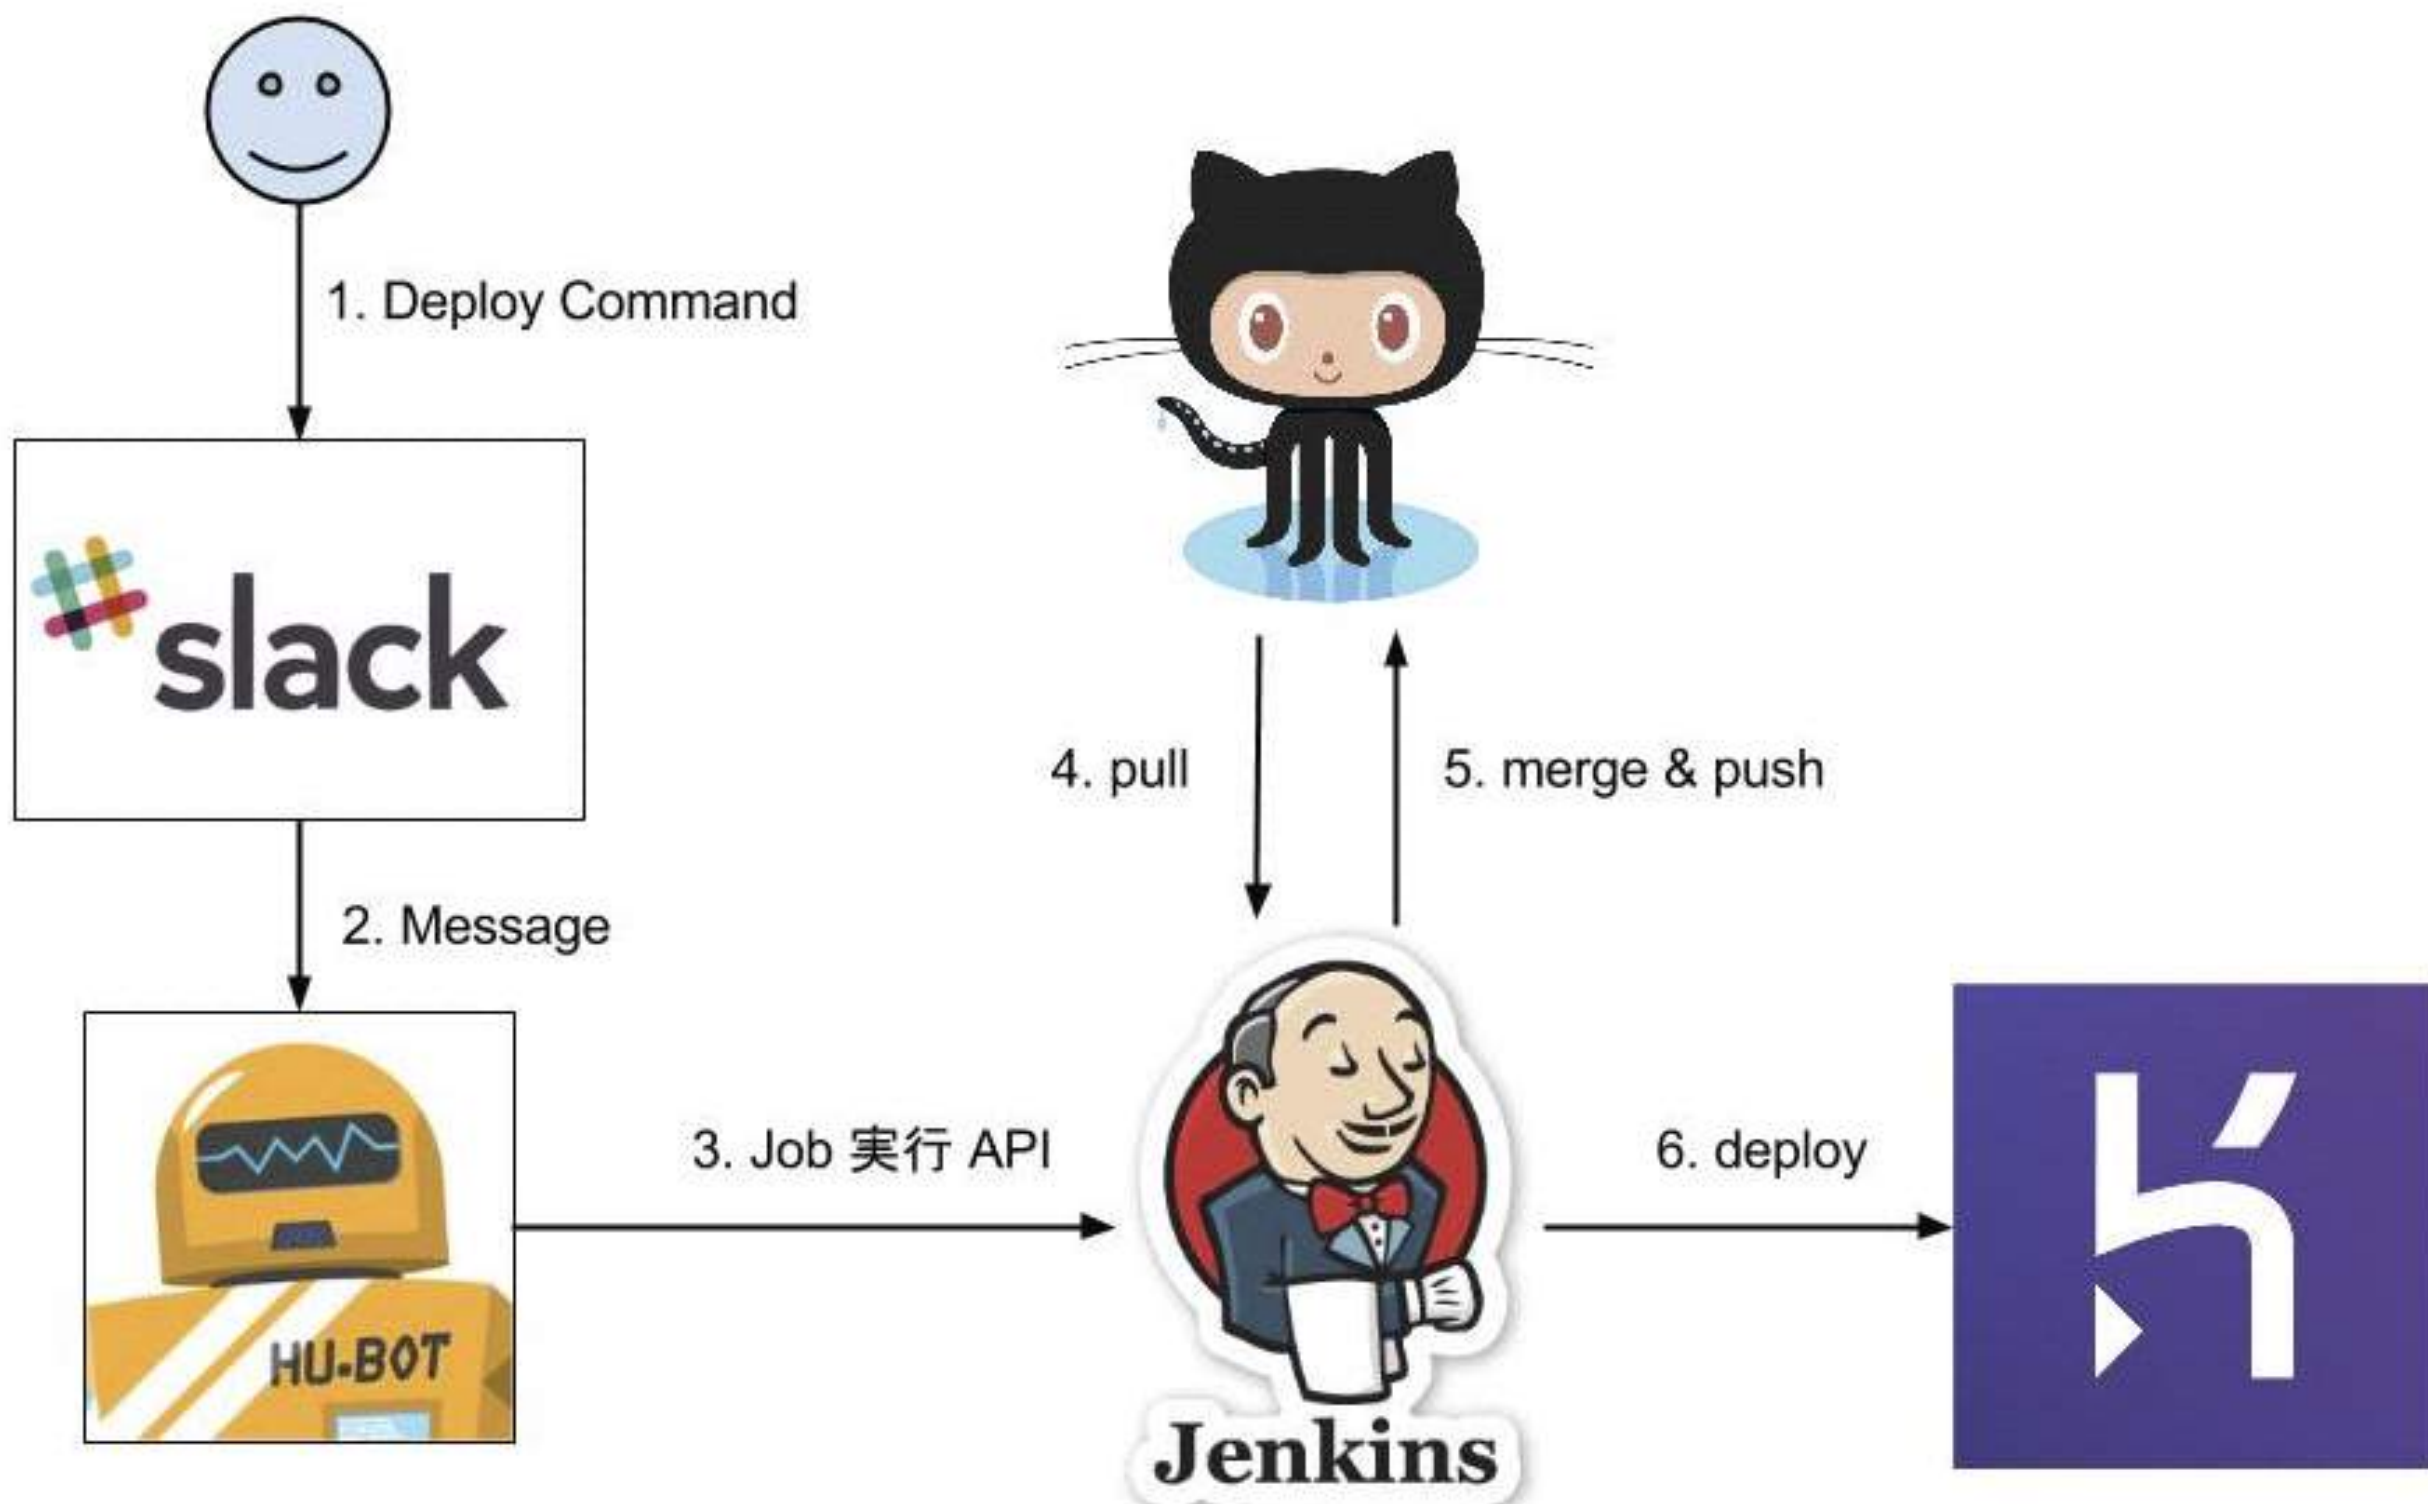 1. Deploy Command
slack
2. Message
HU-BOT
3. Job 実行 API
4. pull
5. merge & push
Jenkins
6. deploy